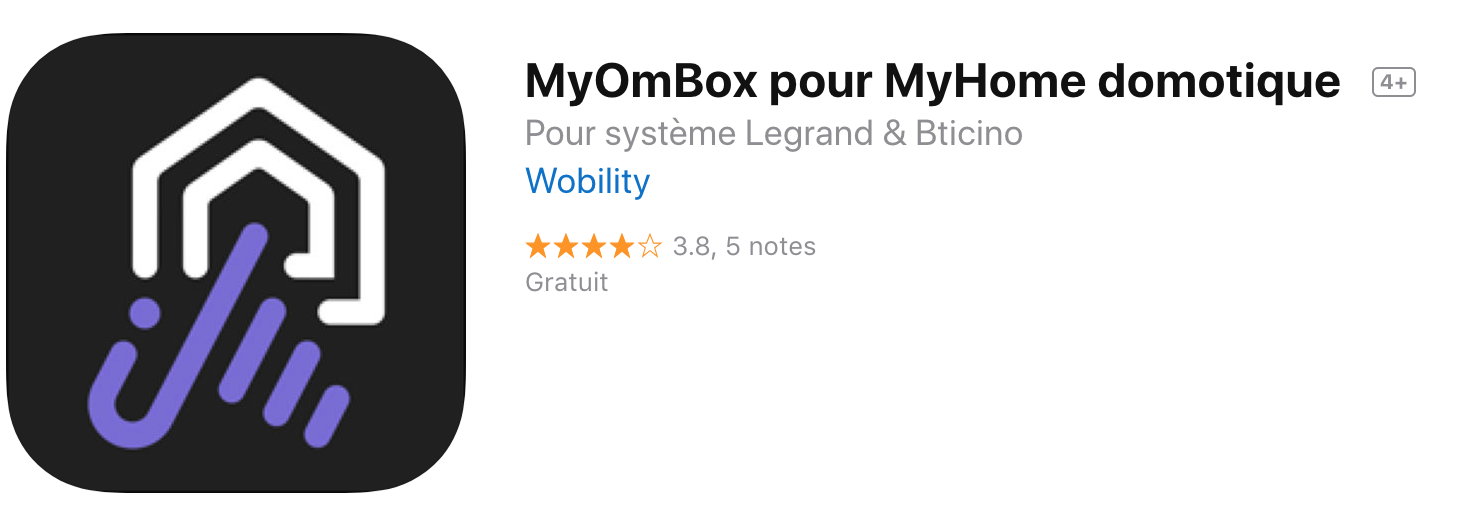 MyOmBox pour MyHome domotique 4+
Pour système Legrand & Bticino
Wobility
★★★★☆ 3.8, 5 notes
Gratuit